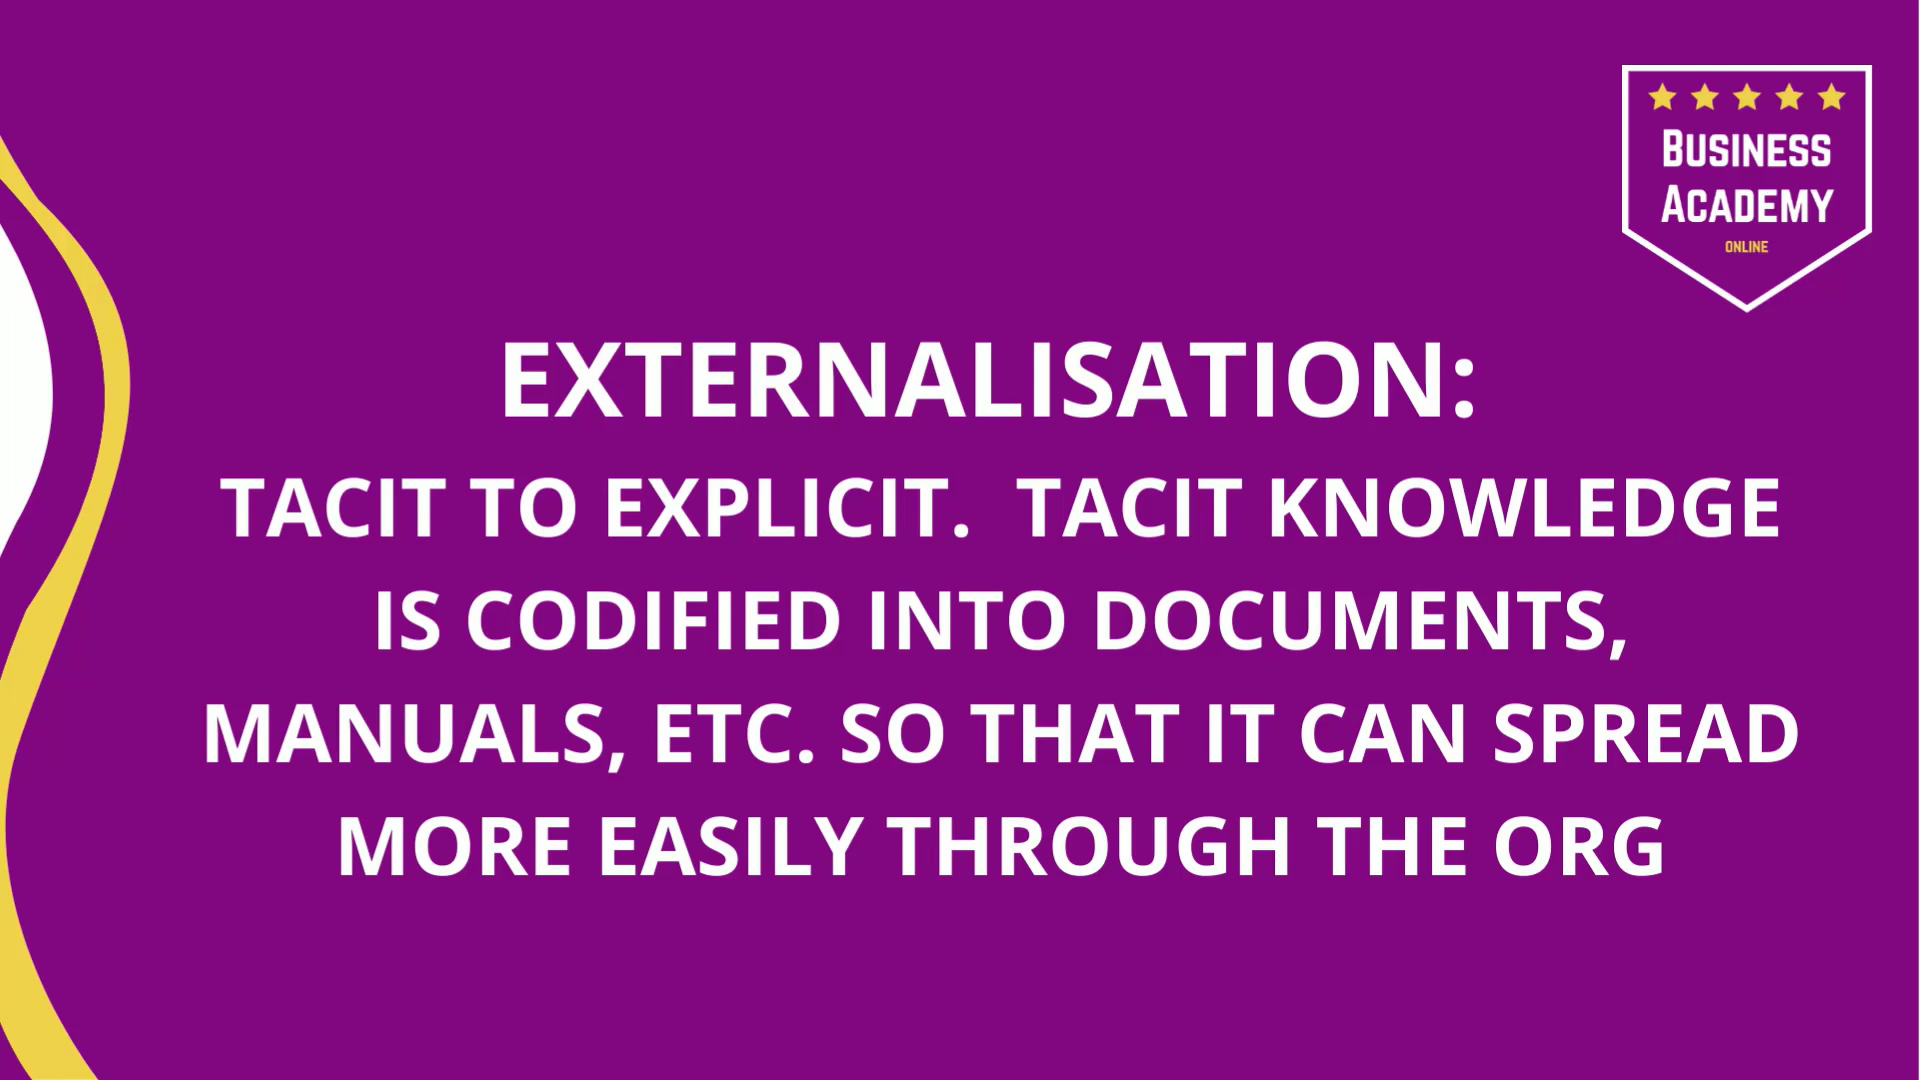 BUSINESS
ACADEMY
ONLINE
EXTERNALISATION:
TACIT TO EXPLICIT.  TACIT KNOWLEDGE
IS CODIFIED INTO DOCUMENTS,
MANUALS, ETC. SO THAT IT CAN SPREAD
MORE EASILY THROUGH THE ORG